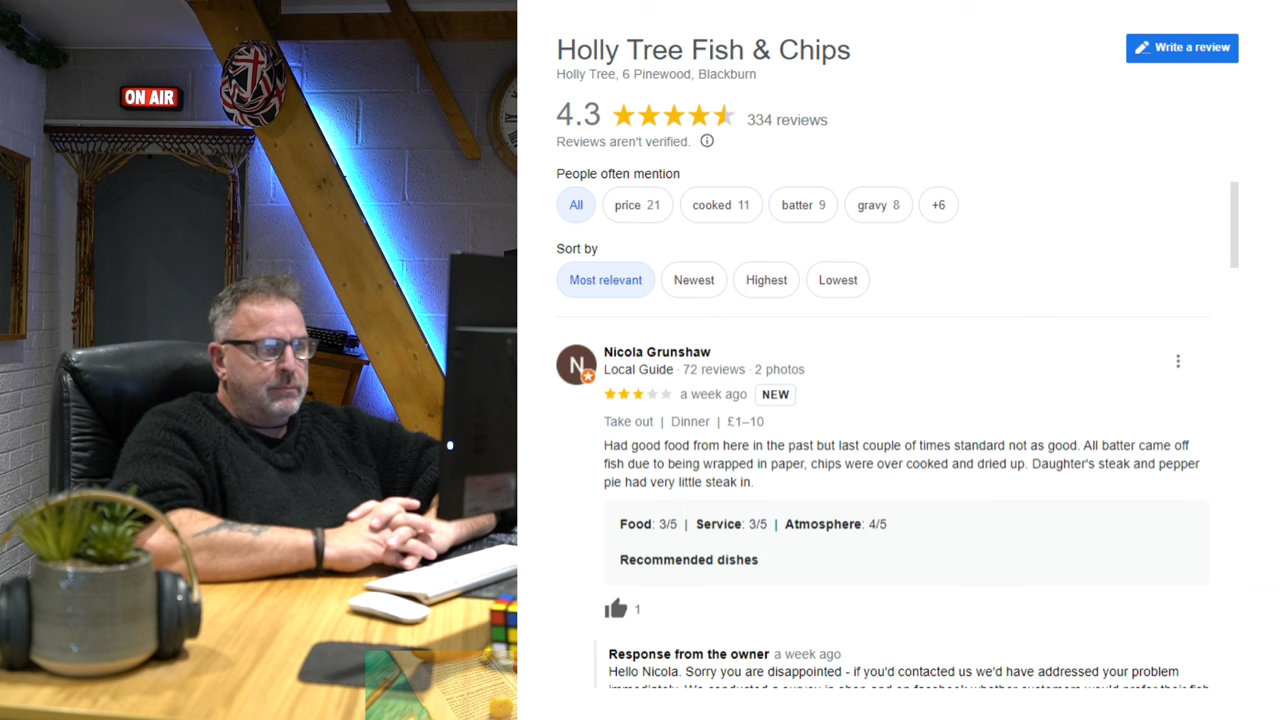 ON AIR
Holly Tree Fish & Chips
Write a review
Holly Tree, 6 Pinewood, Blackburn
4.3
334 reviews
Reviews aren't verified.
People often mention
All
price 21
cooked 11
batter 9
gravy 8
+6
Sort by
Most relevant
Newest
Highest
Lowest
N
Nicola Grunshaw
Local Guide · 72 reviews · 2 photos
a week ago NEW
Take out | Dinner | £1–10
Had good food from here in the past but last couple of times standard not as good. All batter came off
fish due to being wrapped in paper, chips were over cooked and dried up. Daughter's steak and pepper
pie had very little steak in.
Food: 3/5 | Service: 3/5 | Atmosphere: 4/5
Recommended dishes
1
Response from the owner a week ago
Hello Nicola. Sorry you are disappointed - if you'd contacted us we'd have addressed your problem